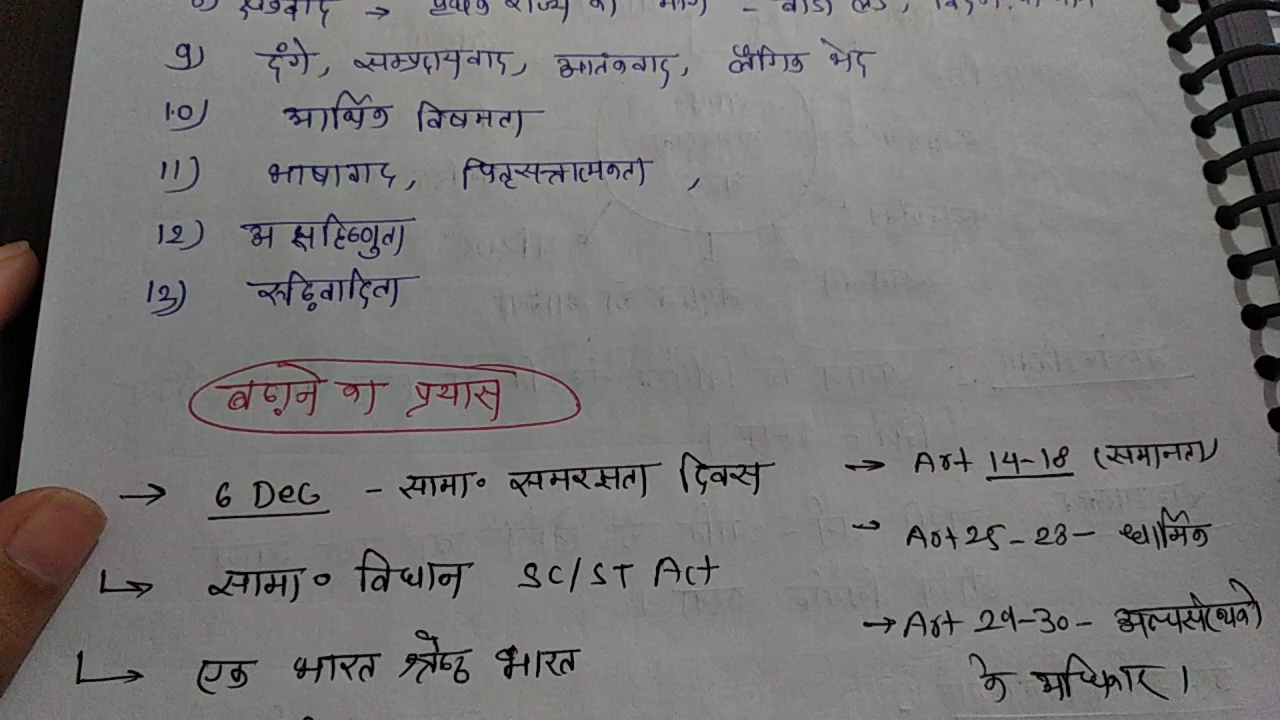 → प्रत्येक राज्य की मांग -
9) दंगे, सम्प्रदायवाद, आतंकवाद, लैंगिक भेद
10) आर्थिक विषमता
11) भाषावाद, पितृसत्तात्मकता ,
12) असहिष्णुता
13) रूढ़िवादिता
बढ़ाने का प्रयास
→ 6 Dec - सामा० समरसता दिवस
↳ सामा० विधान SC/ST Act
↳ एक भारत श्रेष्ठ भारत
→ Art 14-18 (समानता)
→ Art 25-28 - धार्मिक
→ Art 29-30 - अल्पसंख्यको
के अधिकार।